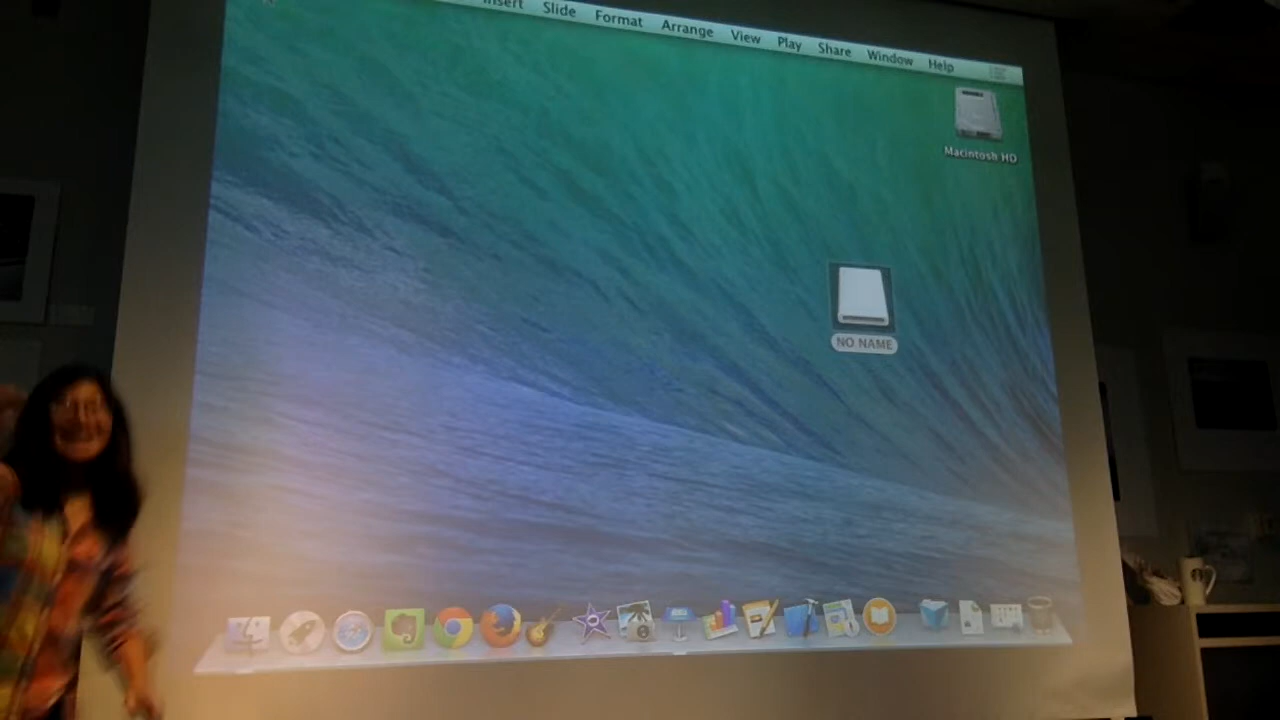 Insert Slide Format Arrange View Play Share Window Help
Macintosh HD
NO NAME